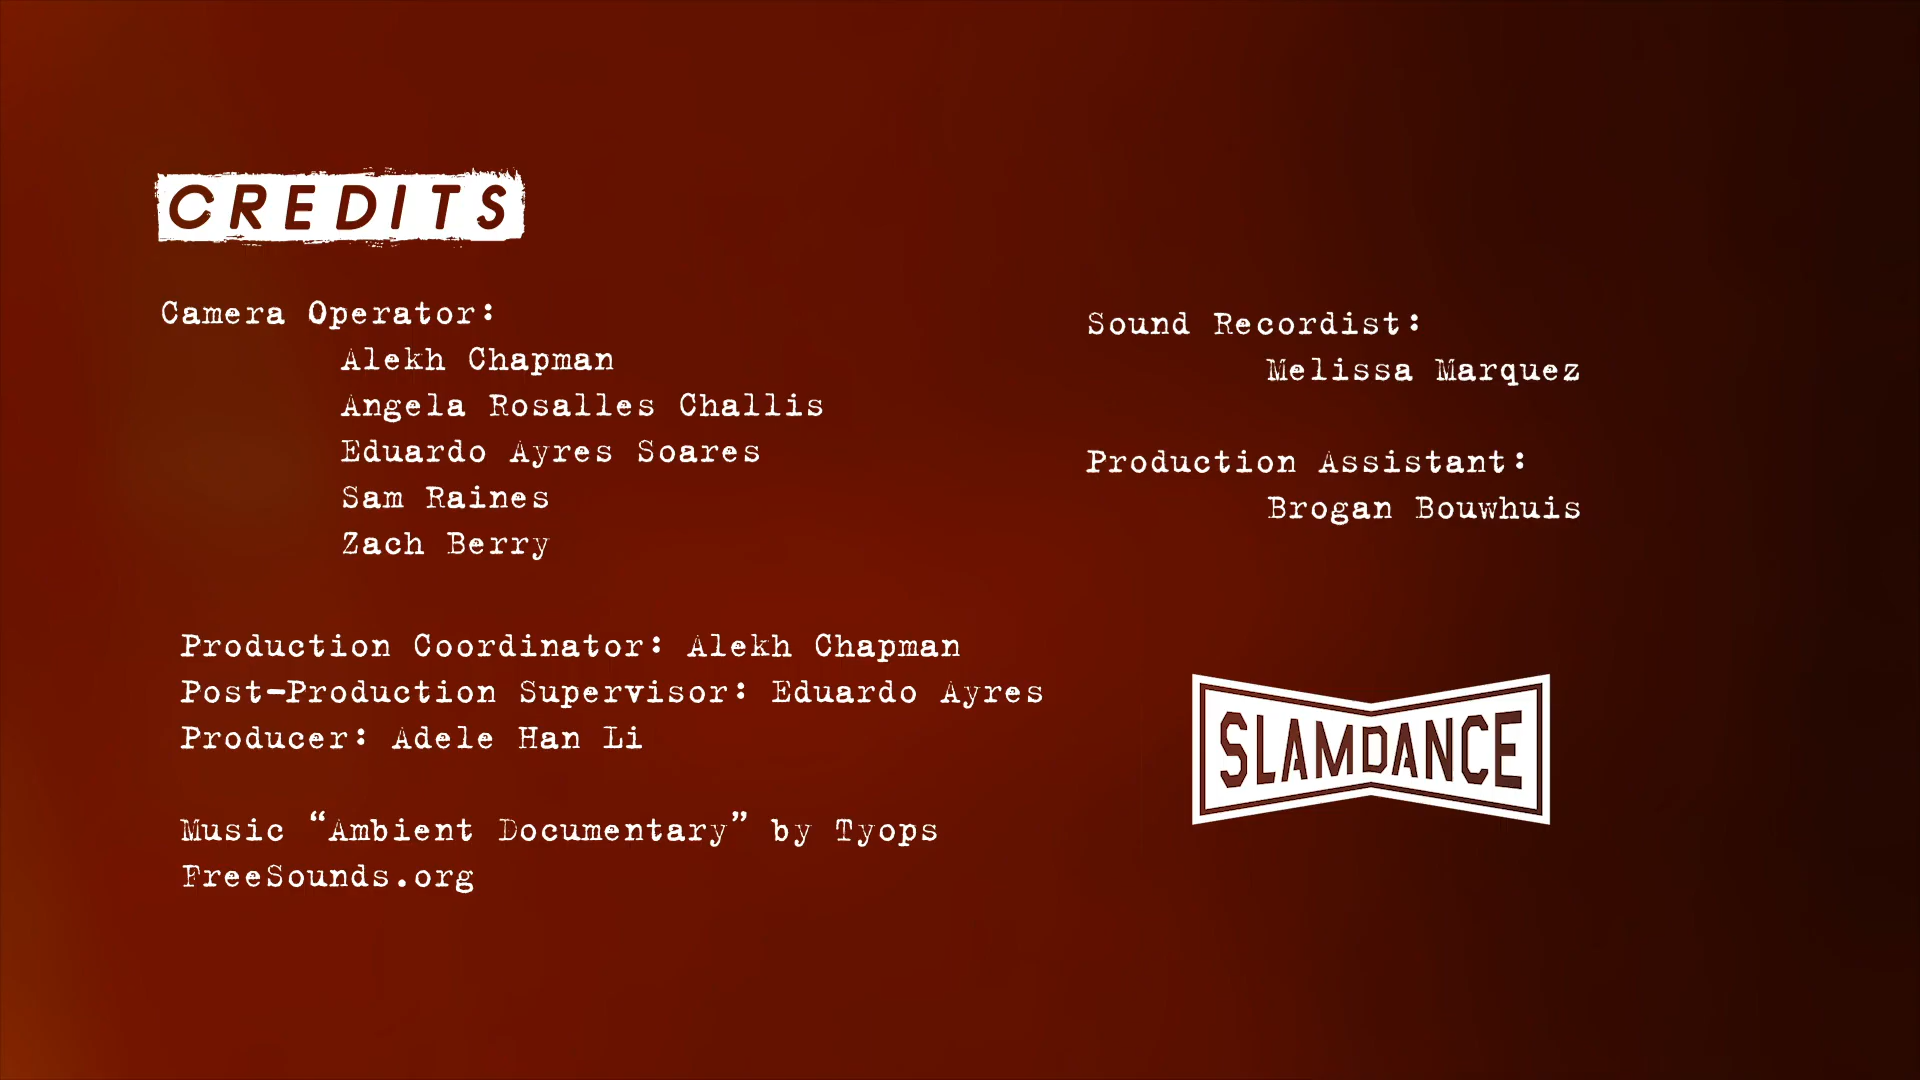 CREDITS
Camera Operator:
Alekh Chapman
Angela Rosalles Challis
Eduardo Ayres Soares
Sam Raines
Zach Berry
Production Coordinator: Alekh Chapman
Post-Production Supervisor: Eduardo Ayres
Producer: Adele Han Li
Music “Ambient Documentary” by Tyops
FreeSounds.org
Sound Recordist:
Melissa Marquez
Production Assistant:
Brogan Bouwhuis
SLAMDANCE